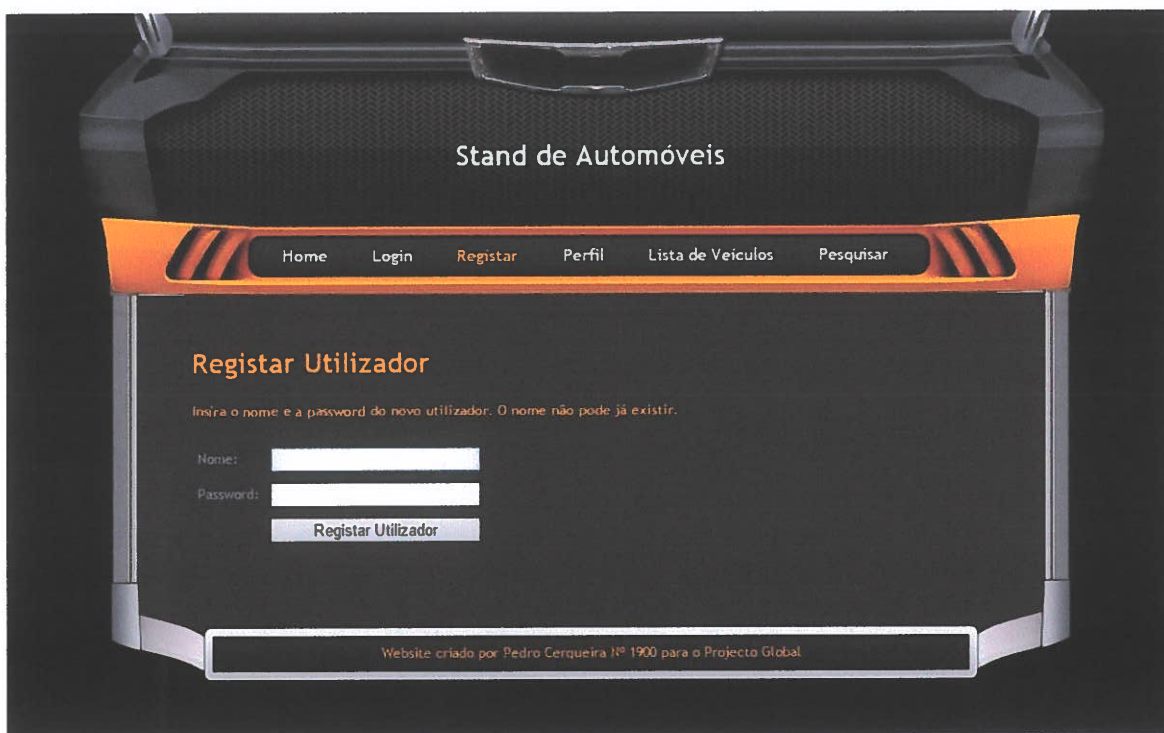 Stand de Automóveis
Home Login Registar Perfil Lista de Veiculos Pesquisar
Registar Utilizador
Insira o nome e a password do novo utilizador. O nome não pode já existir.
Nome:
Password:
Registar Utilizador
Website criado por Pedro Cerqueira Nº 1900 para o Projecto Global